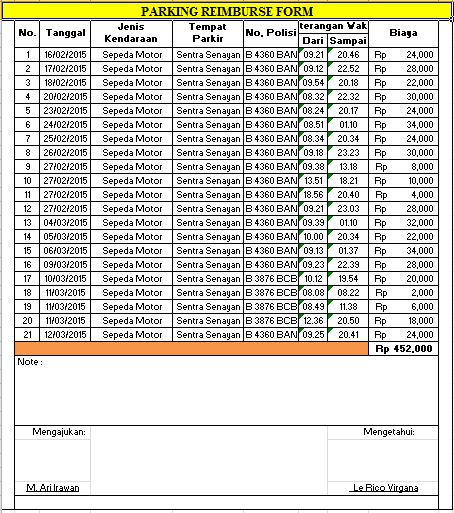 PARKING REIMBURSE FORM
No. Tanggal Jenis Kendaraan Tempat Parkir No. Polisi terangan Wak Biaya
Dari Sampai
1 16/02/2015 Sepeda Motor Sentra Senayan B 4360 BAN 09.21 20.46 Rp 24,000
2 17/02/2015 Sepeda Motor Sentra Senayan B 4360 BAN 09.12 22.52 Rp 28,000
3 18/02/2015 Sepeda Motor Sentra Senayan B 4360 BAN 09.54 20.18 Rp 22,000
4 20/02/2015 Sepeda Motor Sentra Senayan B 4360 BAN 08.32 22.32 Rp 30,000
5 23/02/2015 Sepeda Motor Sentra Senayan B 4360 BAN 08.24 20.17 Rp 24,000
6 24/02/2015 Sepeda Motor Sentra Senayan B 4360 BAN 08.51 01.10 Rp 34,000
7 25/02/2015 Sepeda Motor Sentra Senayan B 4360 BAN 08.34 20.34 Rp 24,000
8 26/02/2015 Sepeda Motor Sentra Senayan B 4360 BAN 09.18 23.23 Rp 30,000
9 26/02/2015 Sepeda Motor Sentra Senayan B 4360 BAN 09.38 13.18 Rp 8,000
10 27/02/2015 Sepeda Motor Sentra Senayan B 4360 BAN 13.51 18.21 Rp 10,000
11 27/02/2015 Sepeda Motor Sentra Senayan B 4360 BAN 18.56 20.40 Rp 4,000
12 27/02/2015 Sepeda Motor Sentra Senayan B 4360 BAN 09.21 23.03 Rp 28,000
13 04/03/2015 Sepeda Motor Sentra Senayan B 4360 BAN 09.39 01.10 Rp 32,000
14 05/03/2015 Sepeda Motor Sentra Senayan B 4360 BAN 10.00 20.34 Rp 22,000
15 06/03/2015 Sepeda Motor Sentra Senayan B 4360 BAN 09.13 01.37 Rp 34,000
16 09/03/2015 Sepeda Motor Sentra Senayan B 4360 BAN 09.23 22.39 Rp 28,000
17 10/03/2015 Sepeda Motor Sentra Senayan B 3876 BCB 10.12 19.54 Rp 20,000
18 11/03/2015 Sepeda Motor Sentra Senayan B 3876 BCB 08.08 08.22 Rp 2,000
19 11/03/2015 Sepeda Motor Sentra Senayan B 3876 BCB 08.49 11.38 Rp 6,000
20 11/03/2015 Sepeda Motor Sentra Senayan B 3876 BCB 12.36 20.50 Rp 18,000
21 12/03/2015 Sepeda Motor Sentra Senayan B 4360 BAN 09.25 20.41 Rp 24,000
Rp 452,000
Note :
Mengajukan: Mengetahui:
M. Ari Irawan Le Rico Virgana